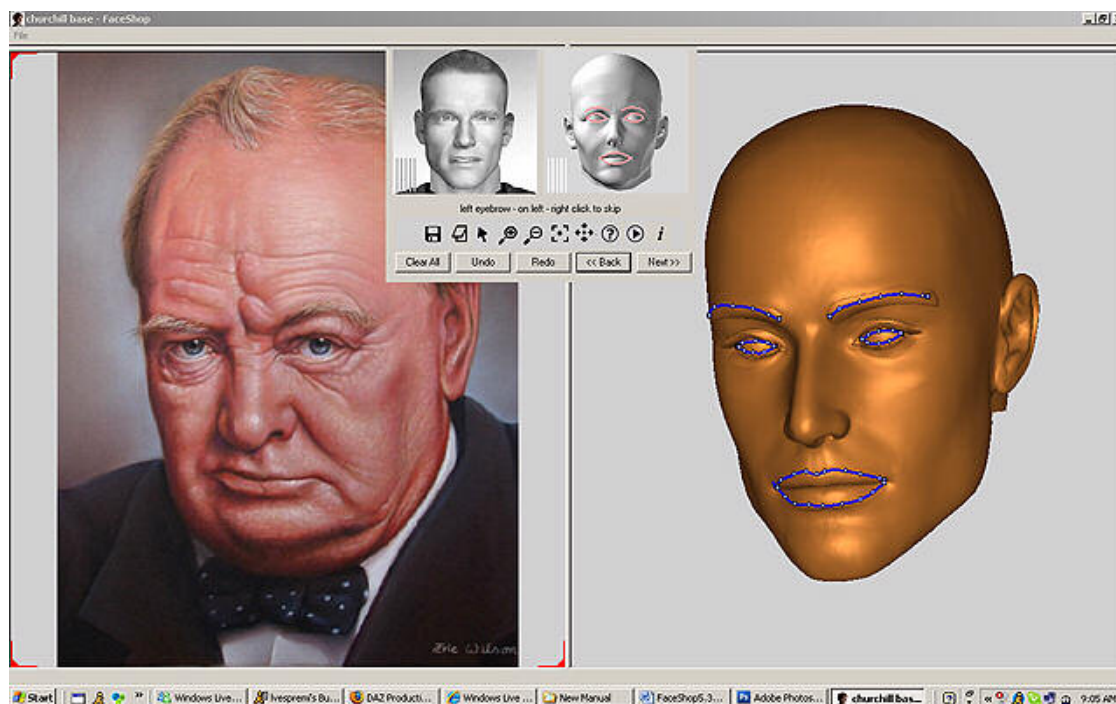 churchill base - FaceShop
File
left eyebrow - on left - right click to skip
Clear All
Undo
Redo
<< Back
Next >>
Eric Wilson
Start
Windows Live...
Ivespremi's Bu...
DAZ Producti...
Windows Live ...
New Manual
FaceShop5.3...
Adobe Photos...
churchill bas...
9:05 AM